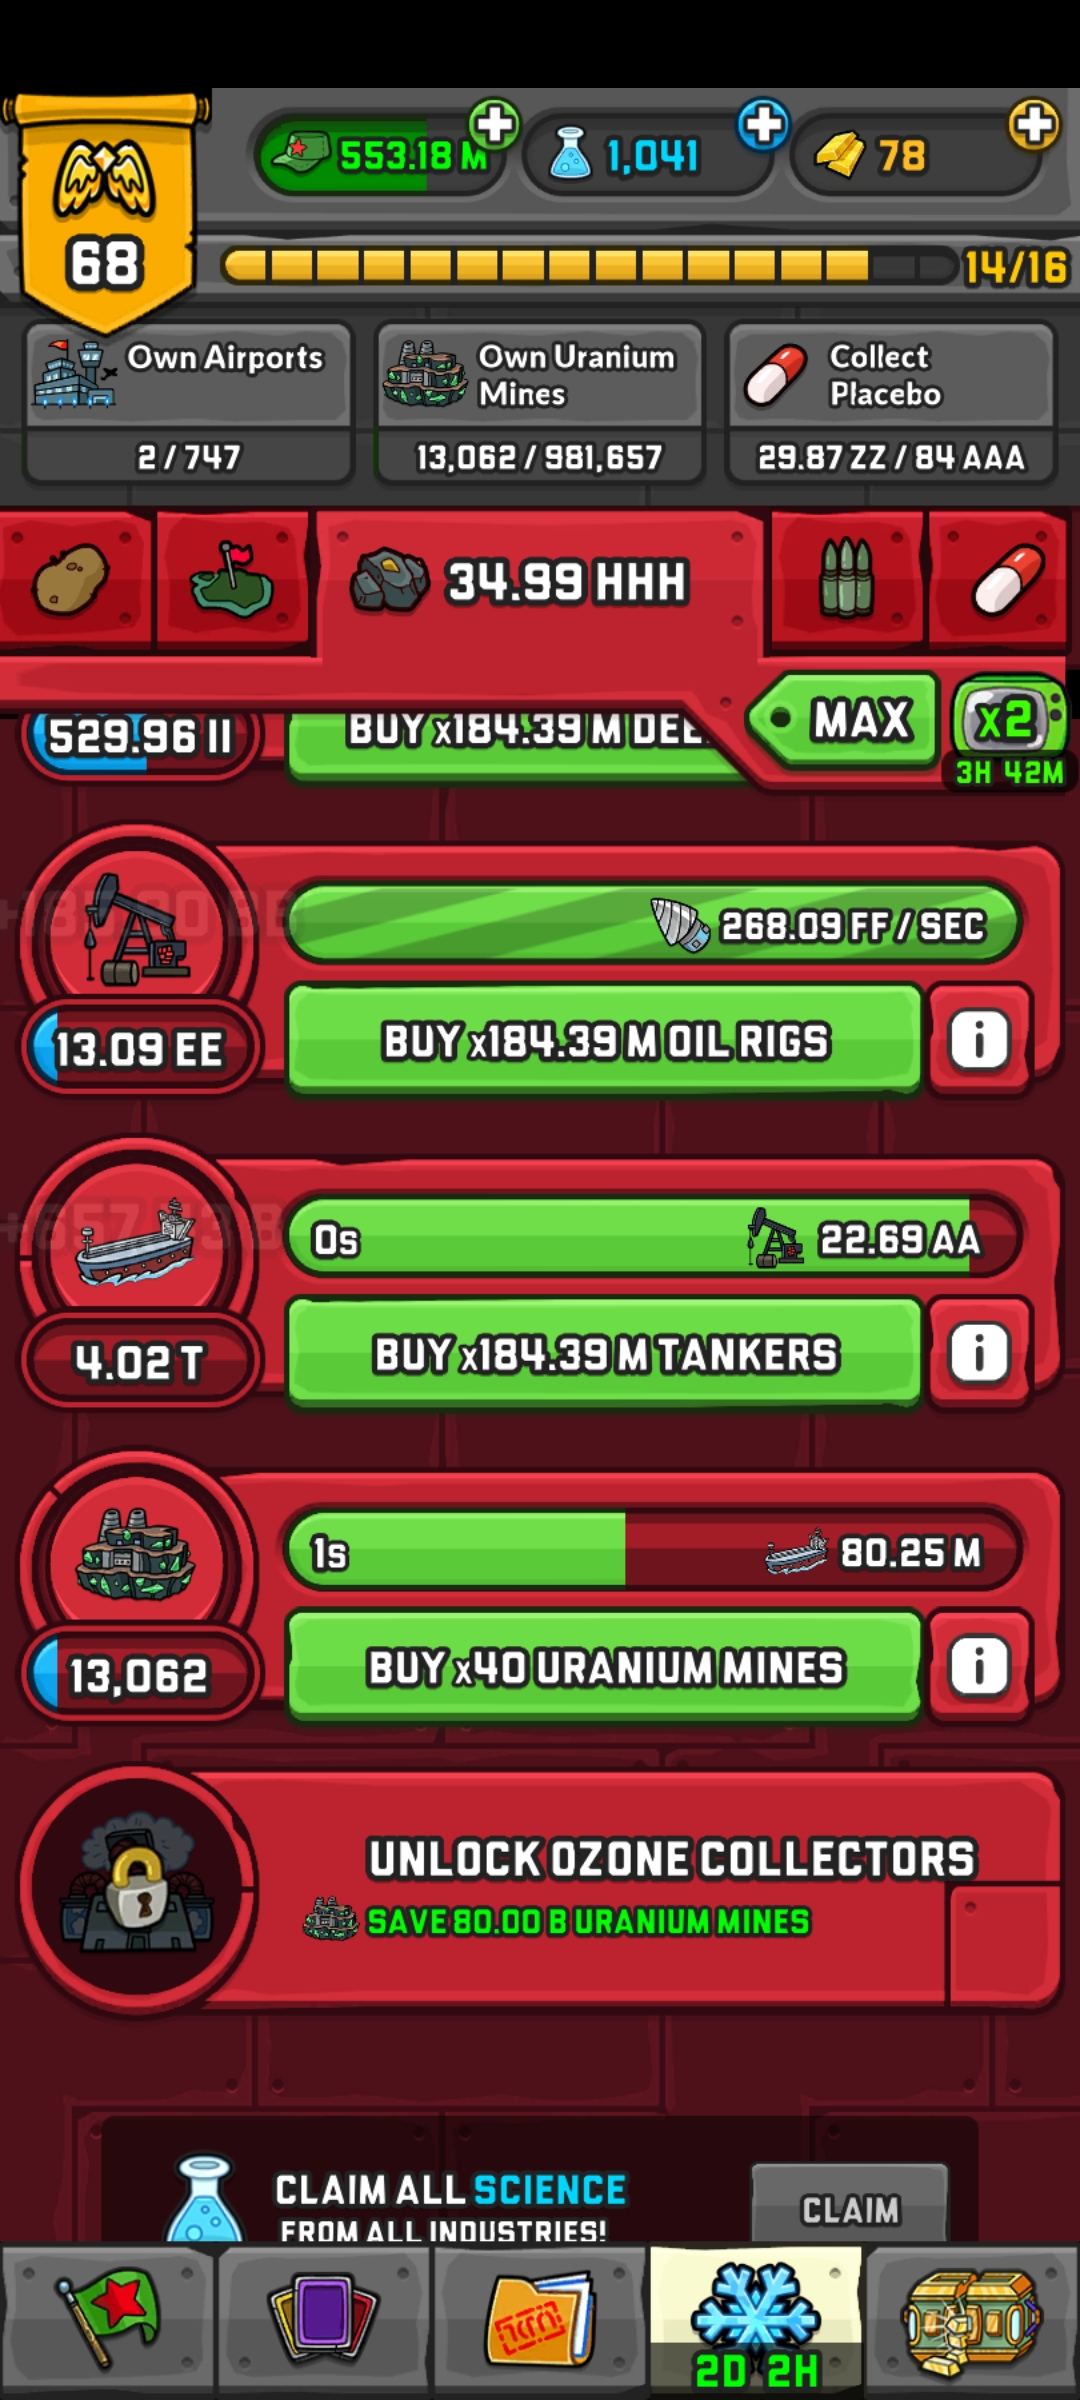 553.18 M
1,041
78
68
14/16
Own Airports
2 / 747
Own Uranium
Mines
13,062 / 981,657
Collect
Placebo
29.87 ZZ / 84 AAA
34.99 HHH
MAX
x2
3H 42M
529.96 II
BUY x184.39 M DEE
268.09 FF / SEC
13.09 EE
BUY x184.39 M OIL RIGS
i
0s
22.69 AA
4.02 T
BUY x184.39 M TANKERS
i
1s
80.25 M
13,062
BUY x40 URANIUM MINES
i
UNLOCK OZONE COLLECTORS
SAVE 80.00 B URANIUM MINES
CLAIM ALL SCIENCE
FROM ALL INDUSTRIES!
CLAIM
2D 2H